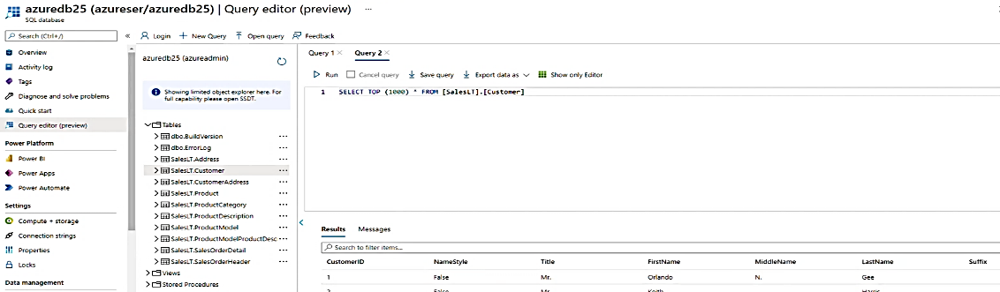 azuredb25 (azureser/azuredb25) | Query editor (preview) ...
SQL database
Search (Ctrl+/)
«
Overview
Activity log
Tags
Diagnose and solve problems
Quick start
Query editor (preview)
Power Platform
Power BI
Power Apps
Power Automate
Settings
Compute + storage
Connection strings
Properties
Locks
Data management
Login + New Query Open query Feedback
azuredb25 (azureadmin)
Showing limited object explorer here. For
full capability please open SSDT.
Tables
dbo.BuildVersion ...
dbo.ErrorLog ...
SalesLT.Address ...
SalesLT.Customer ...
SalesLT.CustomerAddress ...
SalesLT.Product ...
SalesLT.ProductCategory ...
SalesLT.ProductDescription ...
SalesLT.ProductModel ...
SalesLT.ProductModelProductDesc ...
SalesLT.SalesOrderDetail ...
SalesLT.SalesOrderHeader ...
Views
Stored Procedures
Query 1 × Query 2 ×
Run Cancel query Save query Export data as Show only Editor
1 SELECT TOP (1000) * FROM [SalesLT].[Customer]
Results Messages
Search to filter items...
CustomerID NameStyle Title FirstName MiddleName LastName Suffix
1 False Mr. Orlando N. Gee
2 False Mr. Keith Harris